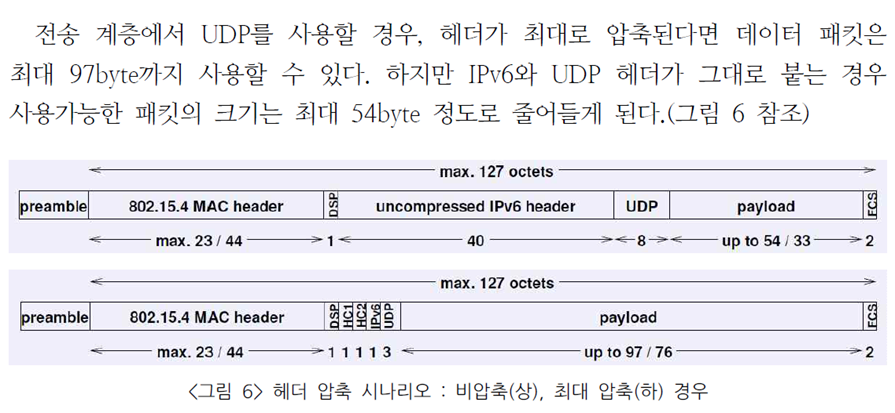 전송 계층에서 UDP를 사용할 경우, 헤더가 최대로 압축된다면 데이터 패킷은
최대 97byte까지 사용할 수 있다. 하지만 IPv6와 UDP 헤더가 그대로 붙는 경우
사용가능한 패킷의 크기는 최대 54byte 정도로 줄어들게 된다.(그림 6 참조)
max. 127 octets
preamble 802.15.4 MAC header DSP uncompressed IPv6 header UDP payload FCS
max. 23 / 44 1 40 8 up to 54 / 33 2
max. 127 octets
preamble 802.15.4 MAC header DSP HC1 HC2 IPv6 UDP payload FCS
max. 23 / 44 1 1 1 1 3 up to 97 / 76 2
<그림 6> 헤더 압축 시나리오 : 비압축(상), 최대 압축(하) 경우